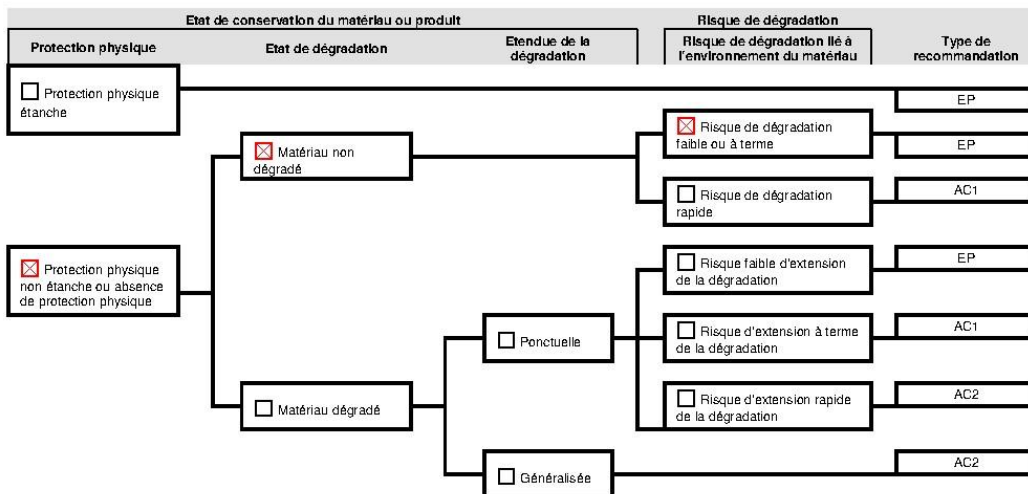 Etat de conservation du matériau ou produit
Risque de dégradation
Protection physique
Etat de dégradation
Etendue de la
dégradation
Risque de dégradation lié à
l'environnement du matériau
Type de
recommandation
Protection physique
étanche
EP
Matériau non
dégradé
Risque de dégradation
faible ou à terme
EP
Risque de dégradation
rapide
AC1
Protection physique
non étanche ou absence
de protection physique
Risque faible d'extension
de la dégradation
EP
Ponctuelle
Risque d'extension à terme
de la dégradation
AC1
Matériau dégradé
Risque d'extension rapide
de la dégradation
AC2
Généralisée
AC2